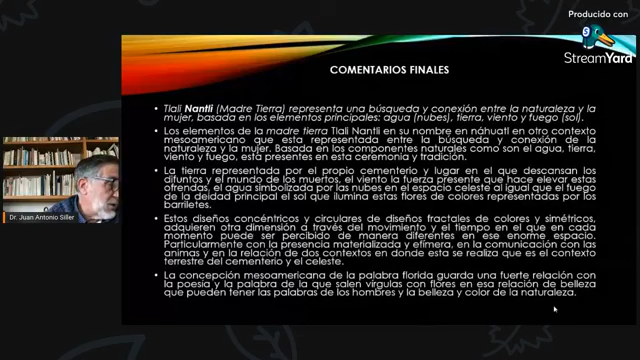 Producido con
StreamYard
COMENTARIOS FINALES
• Tlali Nantli (Madre Tierra) representa una búsqueda y conexión entre la naturaleza y la
mujer, basada en los elementos principales: agua (nubes), tierra, viento y fuego (sol).
• Los elementos de la madre tierra Tlali Nantli en su nombre en náhuatl en otro contexto
mesoamericano que esta representada entre la búsqueda y conexión de la
naturaleza y la mujer. Basada en los componentes naturales como son el agua, tierra,
viento y fuego, está presentes en esta ceremonia y tradición.
• La tierra representada por el propio cementerio y lugar en el que descansan los
difuntos y el mundo de los muertos, el viento la fuerza presente que hace elevar estas
ofrendas, el agua simbolizada por las nubes en el espacio celeste al igual que el fuego
de la deidad principal el sol que ilumina estas flores de colores representadas por los
barriletes.
• Estos diseños concéntricos y circulares de diseños fractales de colores y simétricos,
adquieren otra dimensión a través del movimiento y el tiempo en el que en cada
momento puede ser percibido de manera diferentes en ese enorme espacio.
Particularmente con la presencia materializada y efímera, en la comunicación con las
animas y en la relación de dos contextos en donde esta se realiza que es el contexto
terrestre del cementerio y el celeste.
• La concepción mesoamericana de la palabra florida guarda una fuerte relación con
la poesía y la palabra de la que salen vírgulas con flores en esa relación de belleza
que pueden tener las palabras de los hombres y la belleza y color de la naturaleza.
Dr. Juan Antonio Siller